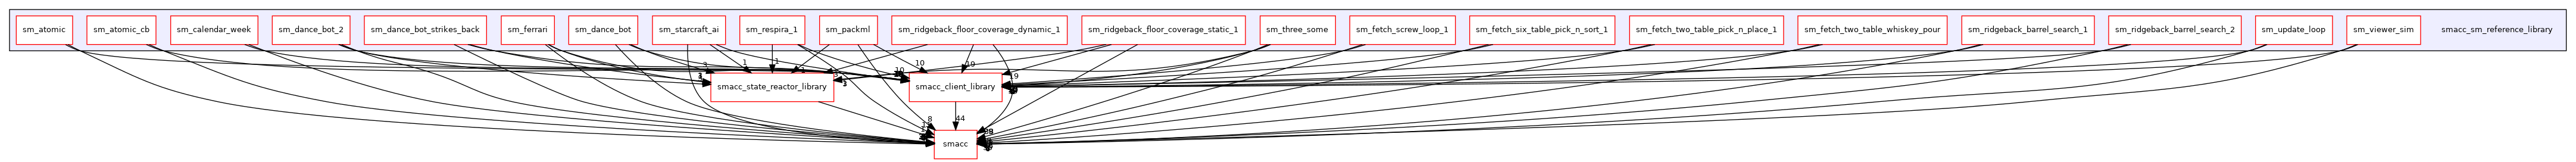 sm_atomic
sm_atomic_cb
sm_calendar_week
sm_dance_bot_2
sm_dance_bot_strikes_back
sm_ferrari
sm_dance_bot
sm_starcraft_ai
sm_respira_1
sm_packml
sm_ridgeback_floor_coverage_dynamic_1
sm_ridgeback_floor_coverage_static_1
sm_three_some
sm_fetch_screw_loop_1
sm_fetch_six_table_pick_n_sort_1
sm_fetch_two_table_pick_n_place_1
sm_fetch_two_table_whiskey_pour
sm_ridgeback_barrel_search_1
sm_ridgeback_barrel_search_2
sm_update_loop
sm_viewer_sim
smacc_sm_reference_library
3
1
1
10
19
10
19
smacc_state_reactor_library
smacc_client_library
8
44
smacc